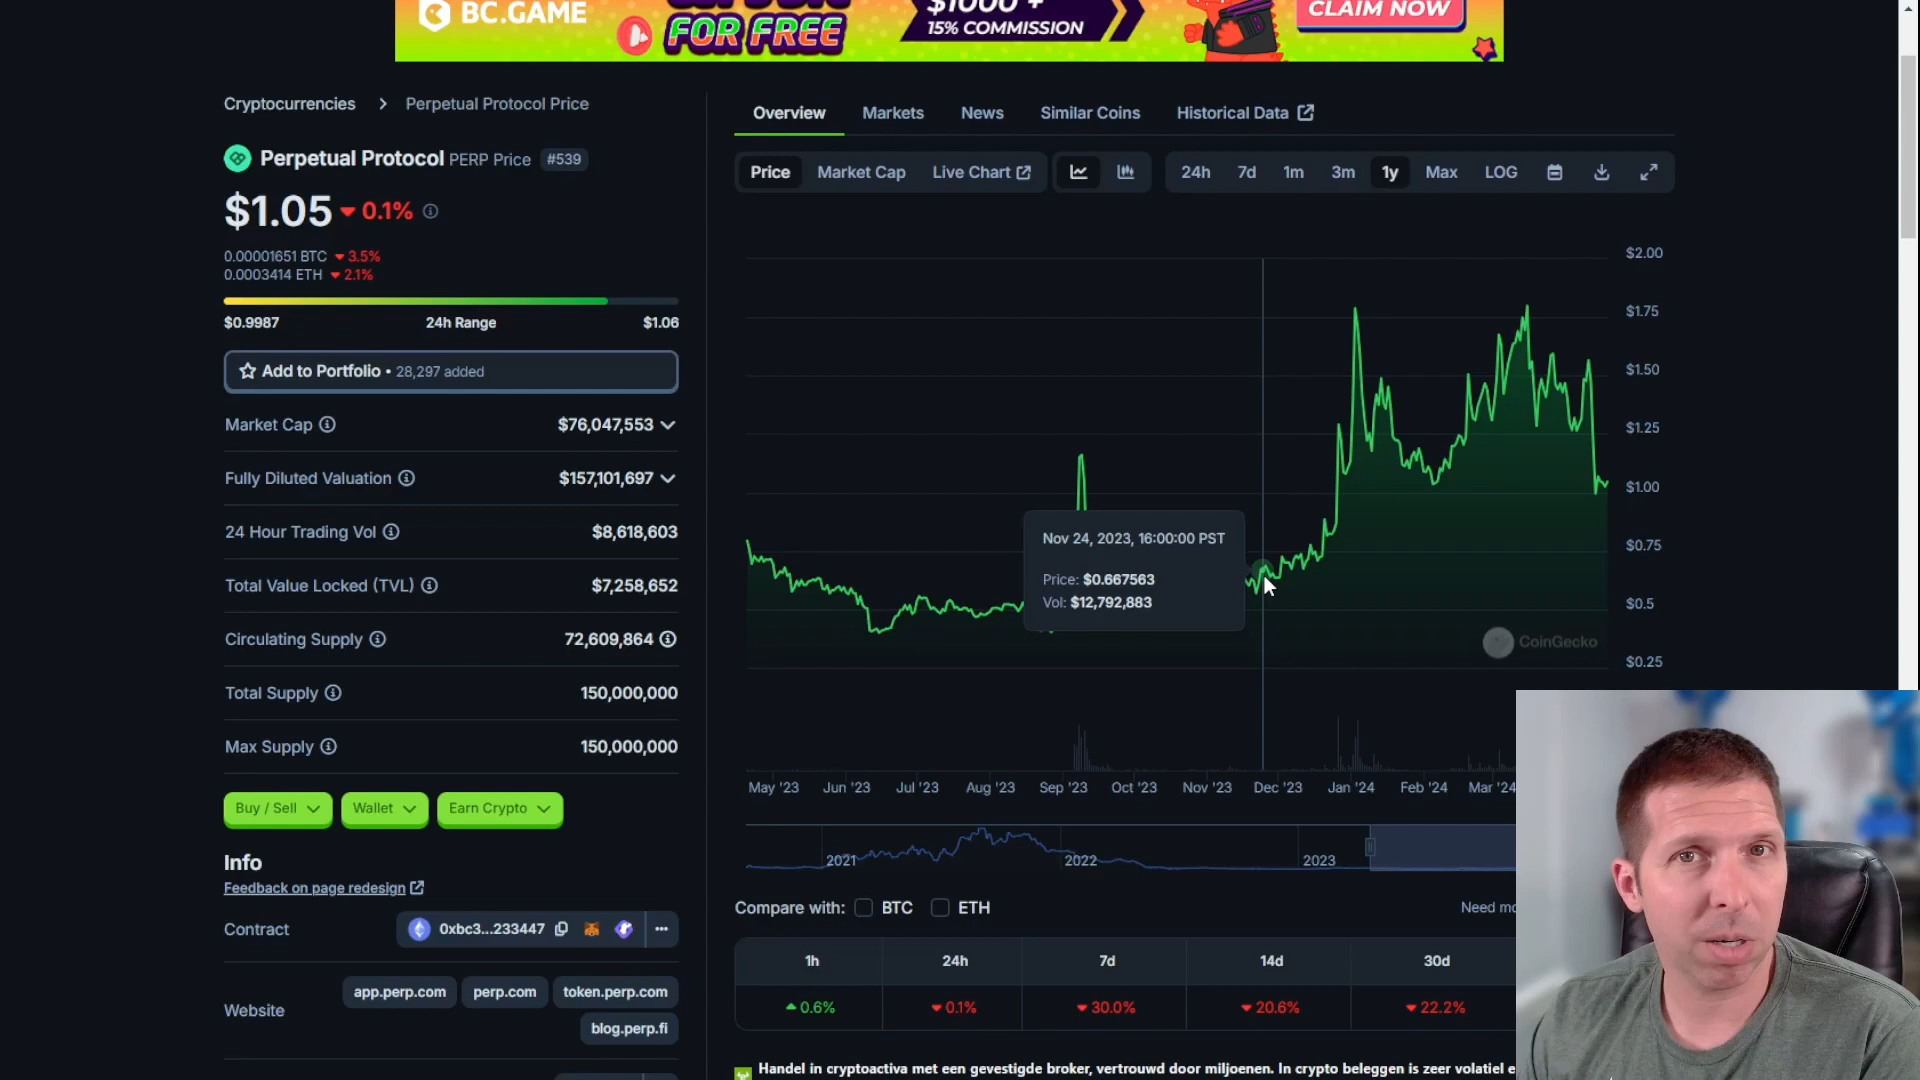 BC.GAME
FOR FREE
$1000 +
15% COMMISSION
CLAIM NOW
Cryptocurrencies > Perpetual Protocol Price
Perpetual Protocol PERP Price #539
$1.05 0.1%
0.00001651 BTC 3.5%
0.0003414 ETH 2.1%
$0.9987 24h Range $1.06
Add to Portfolio • 28,297 added
Market Cap $76,047,553
Fully Diluted Valuation $157,101,697
24 Hour Trading Vol $8,618,603
Total Value Locked (TVL) $7,258,652
Circulating Supply 72,609,864
Total Supply 150,000,000
Max Supply 150,000,000
Buy / Sell Wallet Earn Crypto
Info
Feedback on page redesign
Contract 0xbc3...233447
Website app.perp.com perp.com token.perp.com
blog.perp.fi
Overview Markets News Similar Coins Historical Data
Price Market Cap Live Chart 24h 7d 1m 3m 1y Max LOG
$2.00
$1.75
$1.50
$1.25
$1.00
$0.75
$0.5
$0.25
Nov 24, 2023, 16:00:00 PST
Price: $0.667563
Vol: $12,792,883
CoinGecko
May '23 Jun '23 Jul '23 Aug '23 Sep '23 Oct '23 Nov '23 Dec '23 Jan '24 Feb '24 Mar '24
2021 2022 2023
Compare with: BTC ETH
Need
1h 24h 7d 14d 30d
0.6% 0.1% 30.0% 20.6% 22.2%
Handel in cryptoactiva met een gevestigde broker, vertrouwd door miljoenen. In crypto beleggen is zeer volatiel